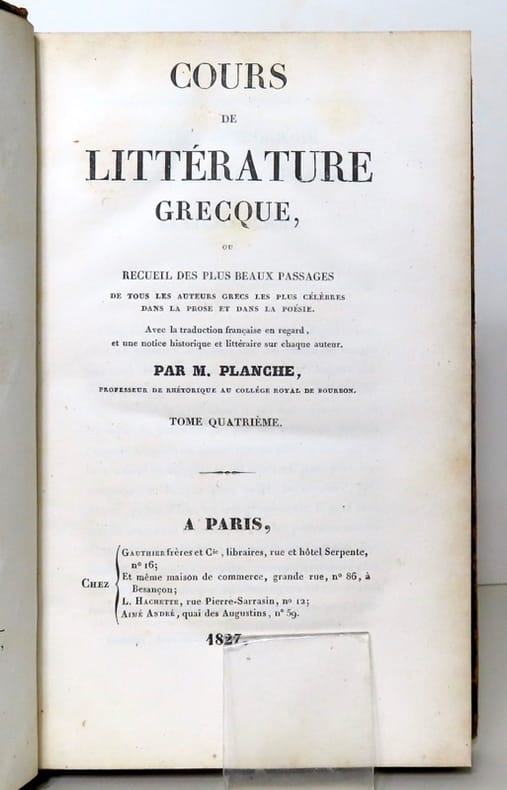 COURS
DE
LITTÉRATURE
GRECQUE,
OU
RECUEIL DES PLUS BEAUX PASSAGES
DE TOUS LES AUTEURS GRECS LES PLUS CÉLÈBRES
DANS LA PROSE ET DANS LA POÉSIE.
Avec la traduction française en regard,
et une notice historique et littéraire sur chaque auteur.
PAR M. PLANCHE,
PROFESSEUR DE RHÉTORIQUE AU COLLÉGE ROYAL DE BOURBON.
TOME QUATRIÈME.
A PARIS,
CHEZ
GAUTHIER frères et Cie, libraires, rue et hôtel Serpente,
no 16;
Et même maison de commerce, grande rue, no 86, à
Besançon;
L. HACHETTE, rue Pierre-Sarrasin, no 12;
AIMÉ ANDRÉ, quai des Augustins, no 59.
1827.